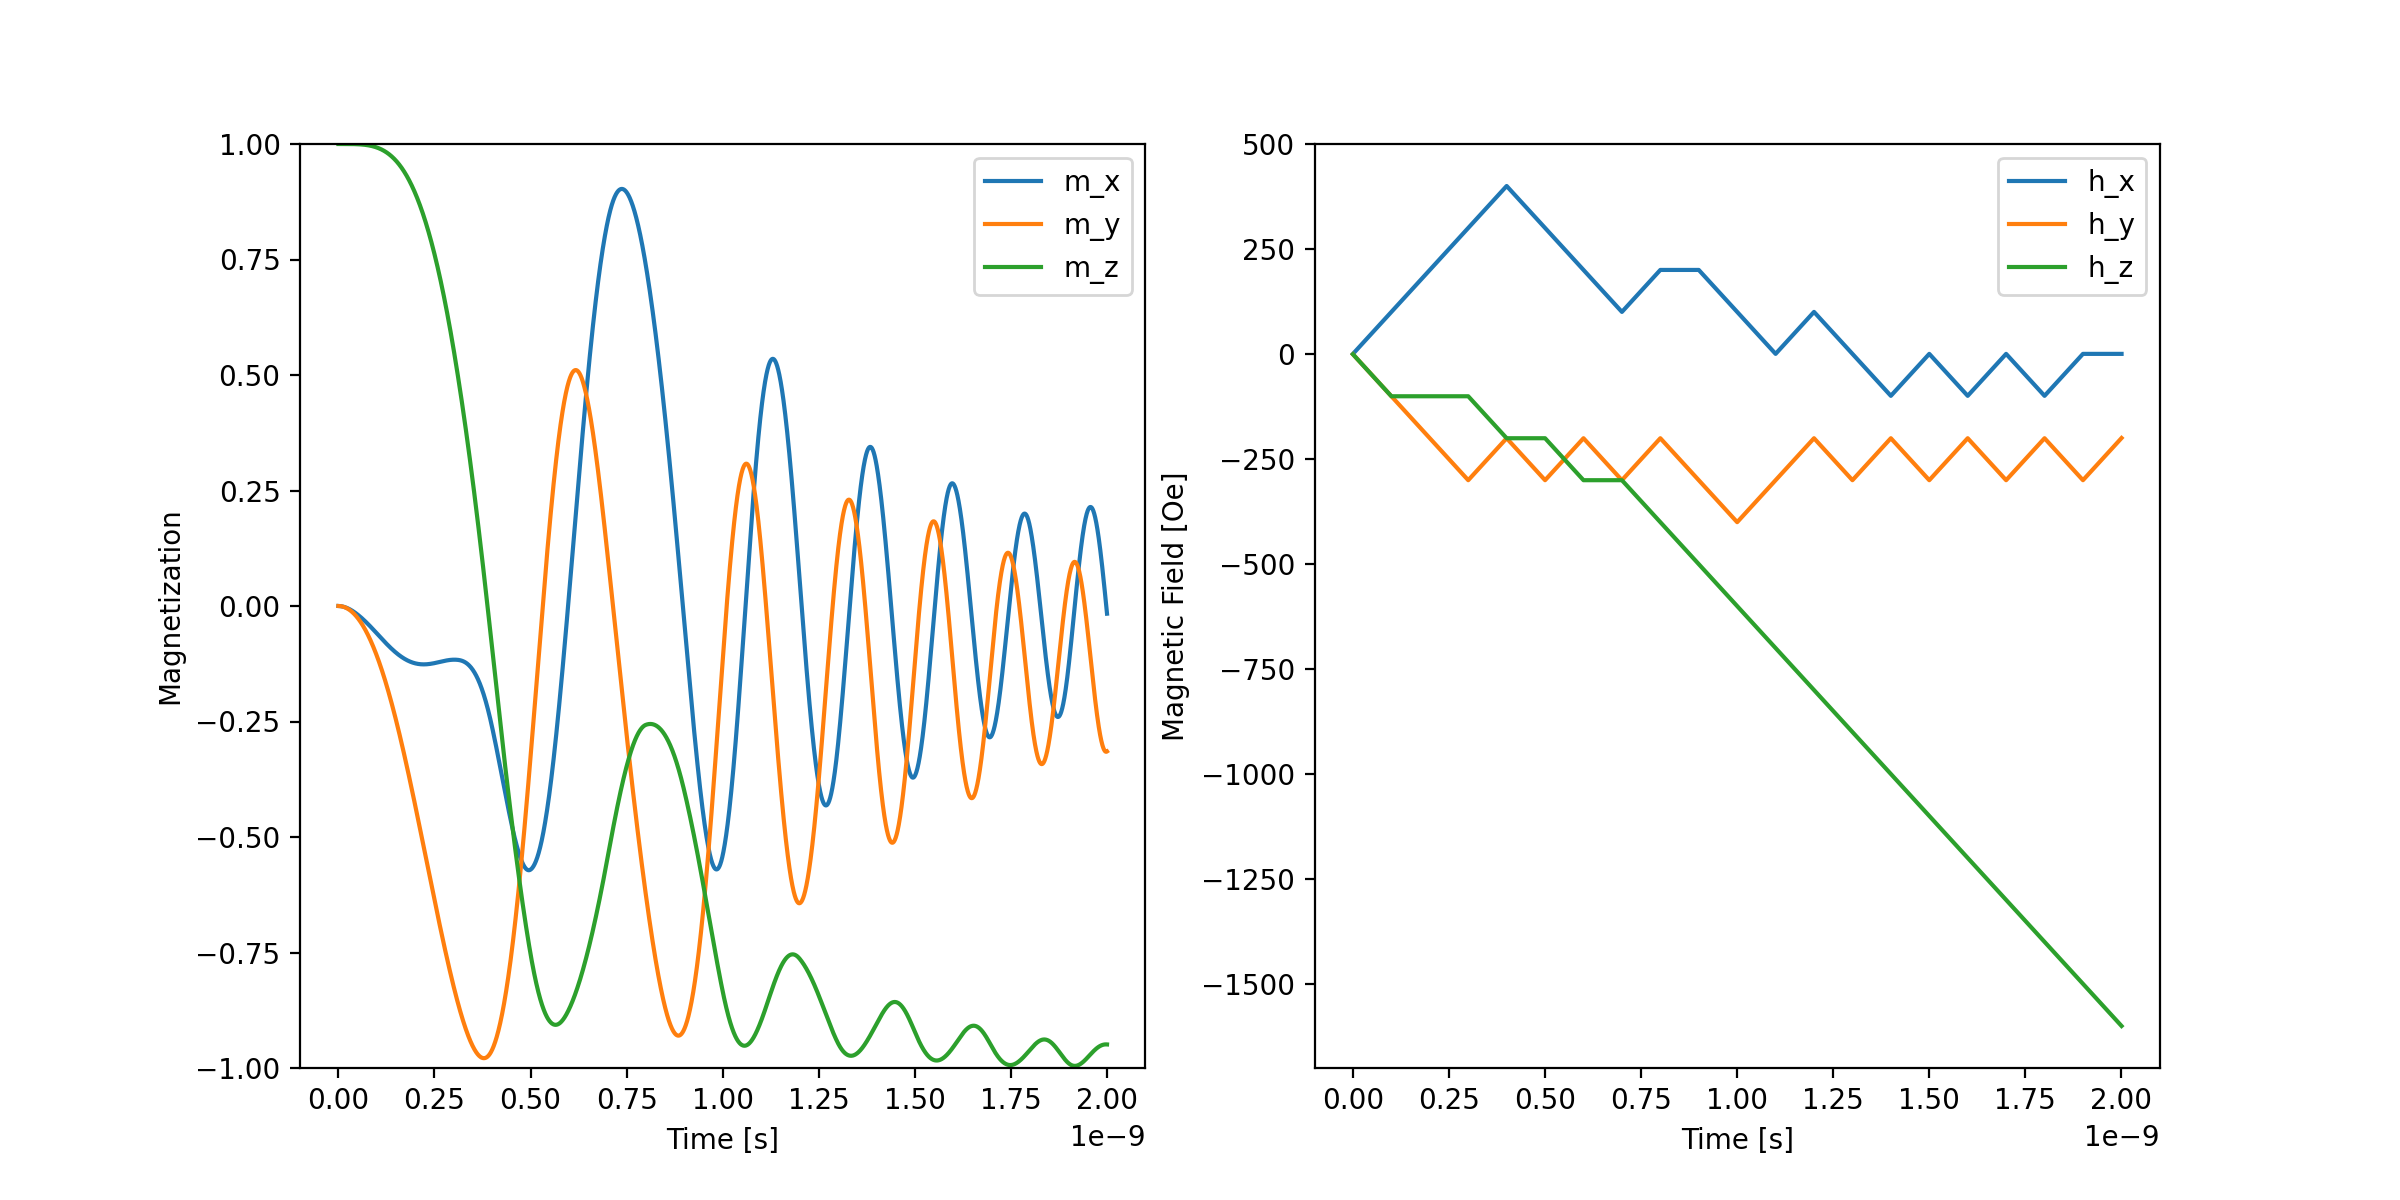 1.00
0.75
0.50
0.25
0.00
−0.25
−0.50
−0.75
−1.00
Magnetization
m_x
m_y
m_z
0.00 0.25 0.50 0.75 1.00 1.25 1.50 1.75 2.00
Time [s]
1e−9
500
250
0
−250
−500
−750
−1000
−1250
−1500
Magnetic Field [Oe]
h_x
h_y
h_z
0.00 0.25 0.50 0.75 1.00 1.25 1.50 1.75 2.00
Time [s]
1e−9